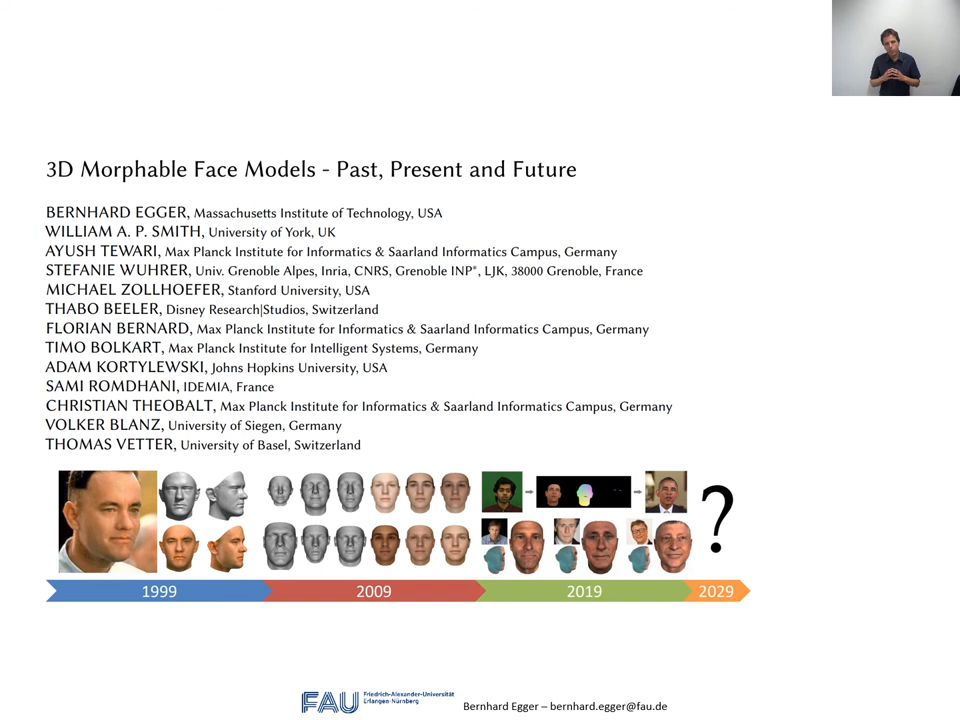 3D Morphable Face Models - Past, Present and Future
BERNHARD EGGER, Massachusetts Institute of Technology, USA
WILLIAM A. P. SMITH, University of York, UK
AYUSH TEWARI, Max Planck Institute for Informatics & Saarland Informatics Campus, Germany
STEFANIE WUHRER, Univ. Grenoble Alpes, Inria, CNRS, Grenoble INP*, LJK, 38000 Grenoble, France
MICHAEL ZOLLHOEFER, Stanford University, USA
THABO BEELER, Disney Research|Studios, Switzerland
FLORIAN BERNARD, Max Planck Institute for Informatics & Saarland Informatics Campus, Germany
TIMO BOLKART, Max Planck Institute for Intelligent Systems, Germany
ADAM KORTYLEWSKI, Johns Hopkins University, USA
SAMI ROMDHANI, IDEMIA, France
CHRISTIAN THEOBALT, Max Planck Institute for Informatics & Saarland Informatics Campus, Germany
VOLKER BLANZ, University of Siegen, Germany
THOMAS VETTER, University of Basel, Switzerland
?
1999 2009 2019 2029
FAU Friedrich-Alexander-Universität
Erlangen-Nürnberg
Bernhard Egger – bernhard.egger@fau.de